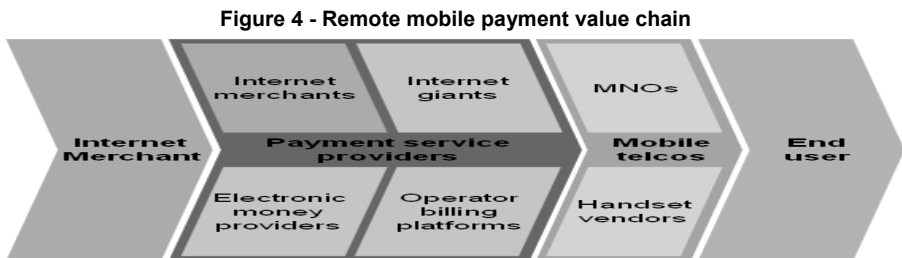 Figure 4 - Remote mobile payment value chain
Internet
Merchant
Internet
merchants
Internet
giants
Payment service
providers
Electronic
money
providers
Operator
billing
platforms
MNOs
Mobile
telcos
Handset
vendors
End
user